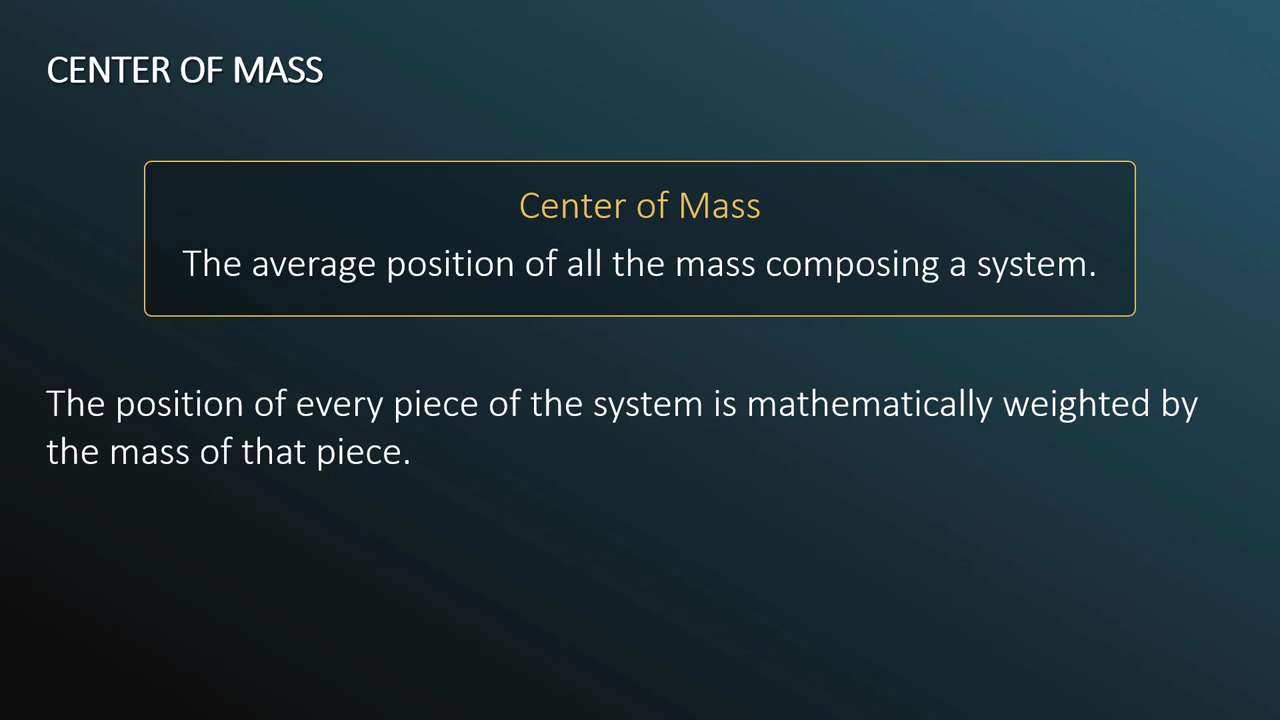 CENTER OF MASS
Center of Mass
The average position of all the mass composing a system.
The position of every piece of the system is mathematically weighted by
the mass of that piece.